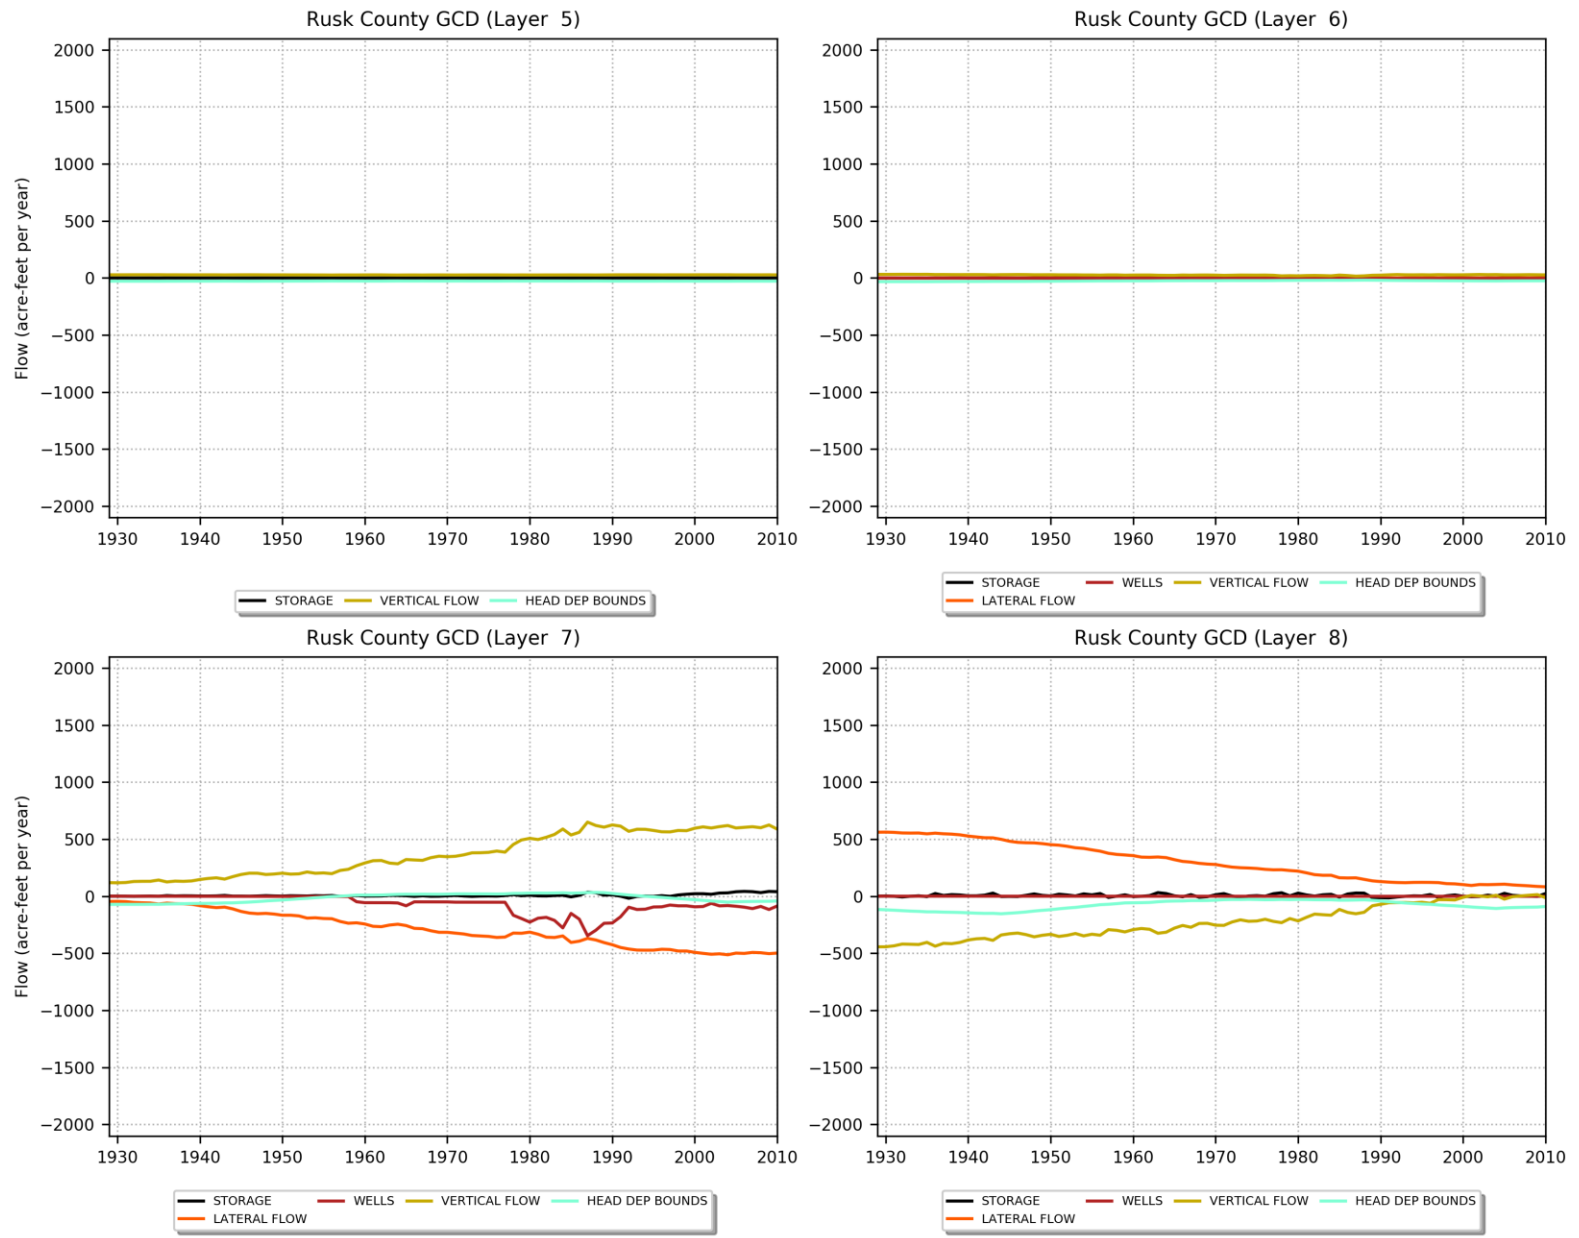 Rusk County GCD (Layer  5)
2000
1500
1000
500
0
−500
−1000
−1500
−2000
Flow (acre-feet per year)
1930 1940 1950 1960 1970 1980 1990 2000 2010
STORAGE VERTICAL FLOW HEAD DEP BOUNDS
Rusk County GCD (Layer  6)
2000
1500
1000
500
0
−500
−1000
−1500
−2000
1930 1940 1950 1960 1970 1980 1990 2000 2010
STORAGE WELLS VERTICAL FLOW HEAD DEP BOUNDS
LATERAL FLOW
Rusk County GCD (Layer  7)
2000
1500
1000
500
0
−500
−1000
−1500
−2000
Flow (acre-feet per year)
1930 1940 1950 1960 1970 1980 1990 2000 2010
STORAGE WELLS VERTICAL FLOW HEAD DEP BOUNDS
LATERAL FLOW
Rusk County GCD (Layer  8)
2000
1500
1000
500
0
−500
−1000
−1500
−2000
1930 1940 1950 1960 1970 1980 1990 2000 2010
STORAGE WELLS VERTICAL FLOW HEAD DEP BOUNDS
LATERAL FLOW